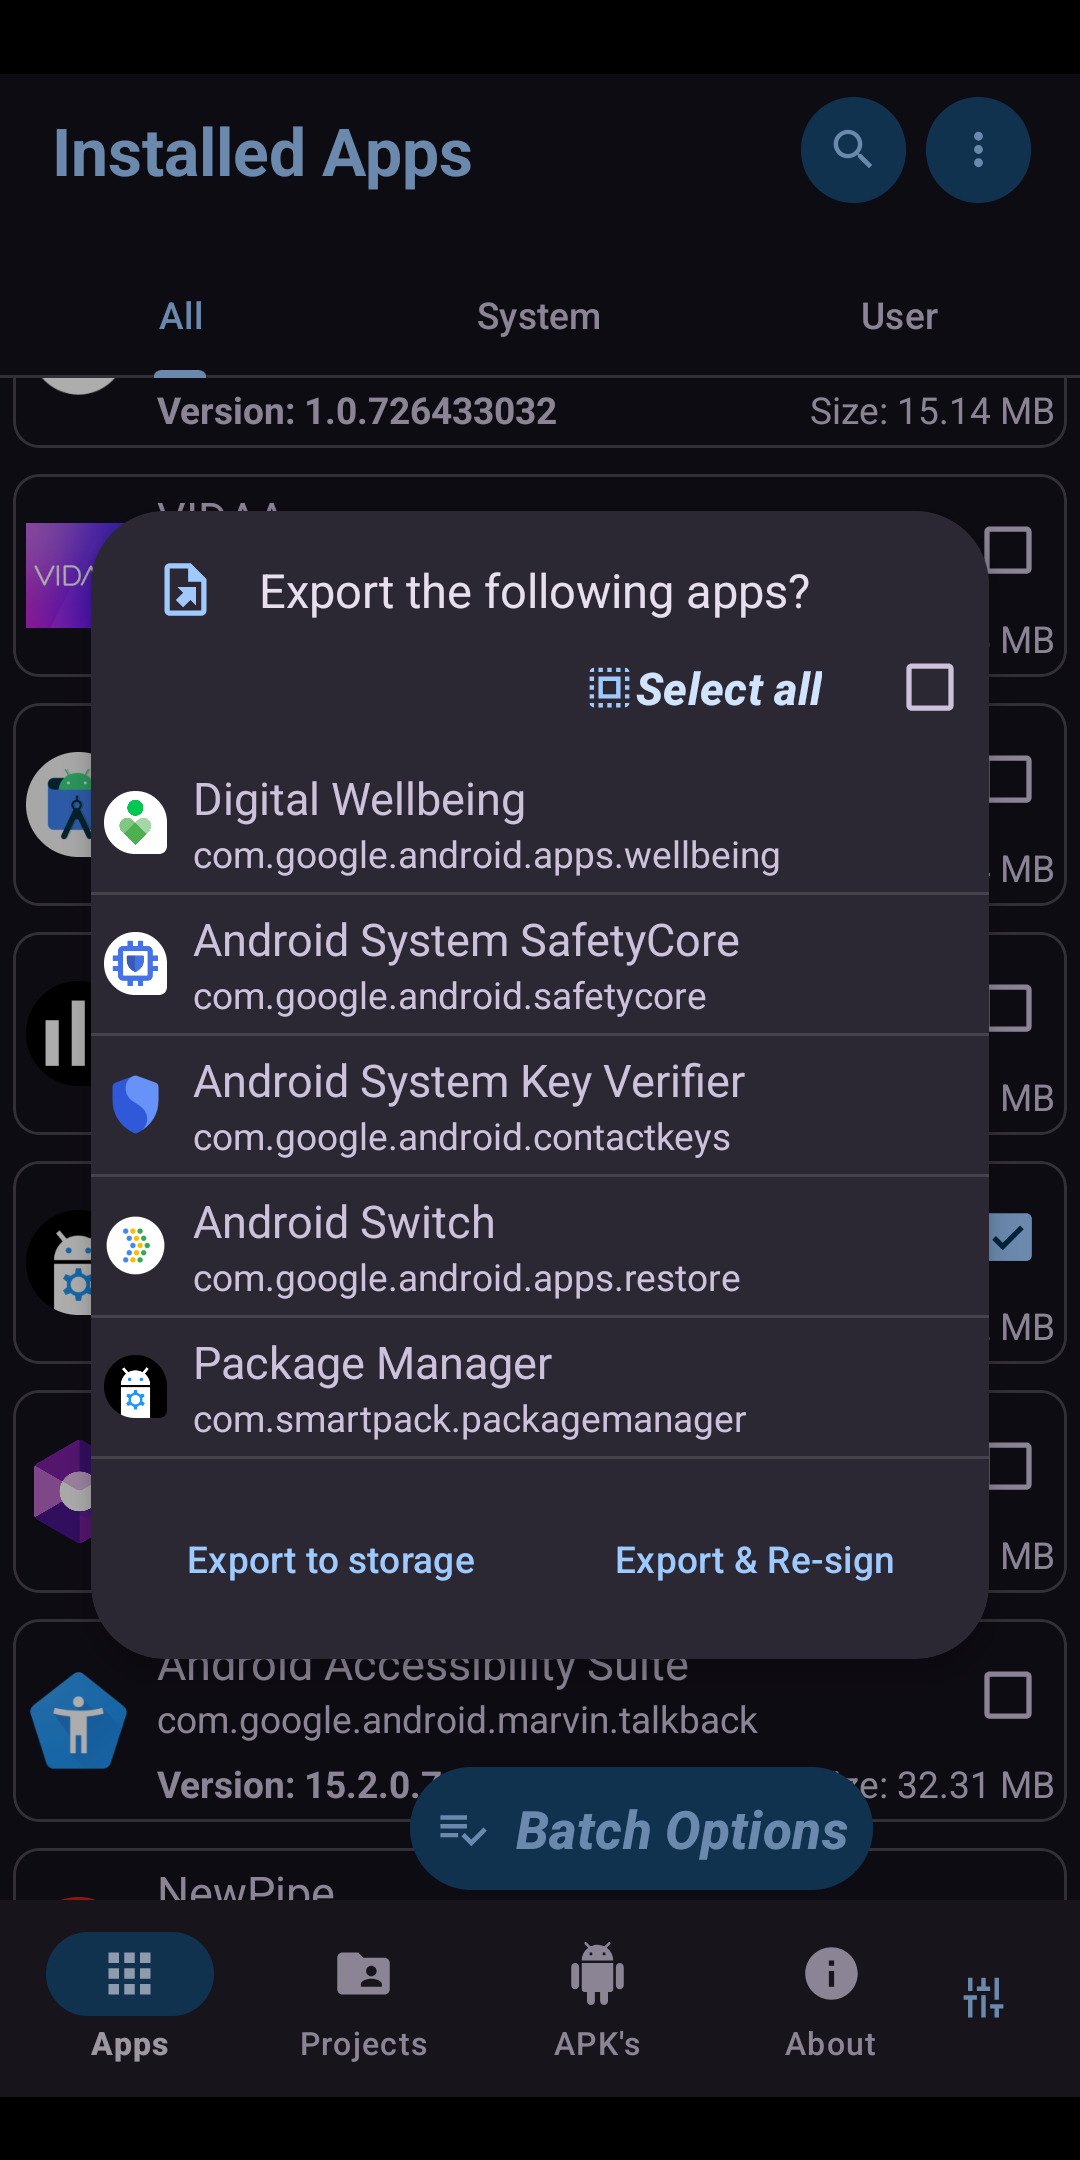 Installed Apps
All
System
User
Version: 1.0.726433032
Size: 15.14 MB
MB
Export the following apps?
Select all
MB
Digital Wellbeing
com.google.android.apps.wellbeing
Android System SafetyCore
com.google.android.safetycore
Android System Key Verifier
com.google.android.contactkeys
MB
Android Switch
com.google.android.apps.restore
MB
Package Manager
com.smartpack.packagemanager
Export to storage
Export & Re-sign
MB
Android Accessibility Suite
com.google.android.marvin.talkback
Version: 15.2.0.7
ze: 32.31 MB
Batch Options
NewPipe
Apps
Projects
APK's
About